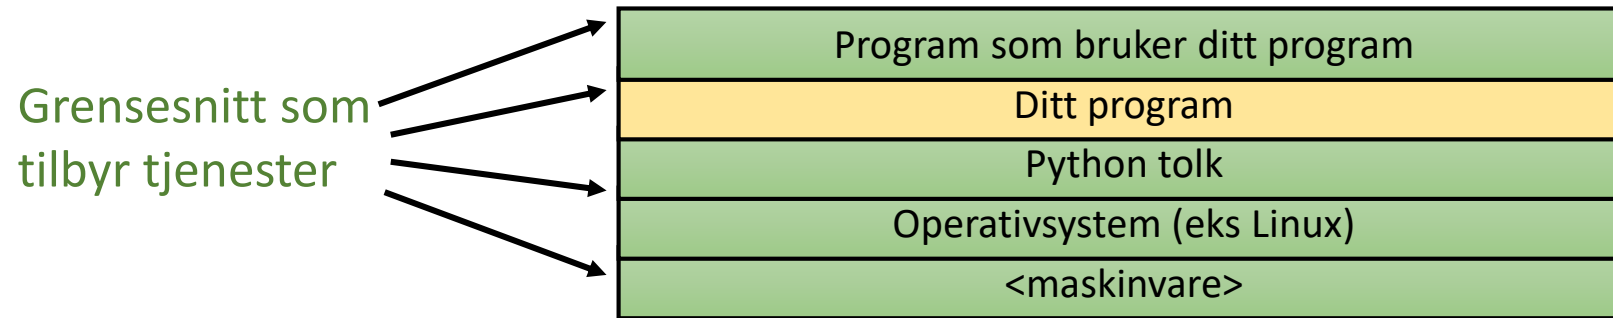 Grensesnitt som
tilbyr tjenester
Program som bruker ditt program
Ditt program
Python tolk
Operativsystem (eks Linux)
<maskinvare>